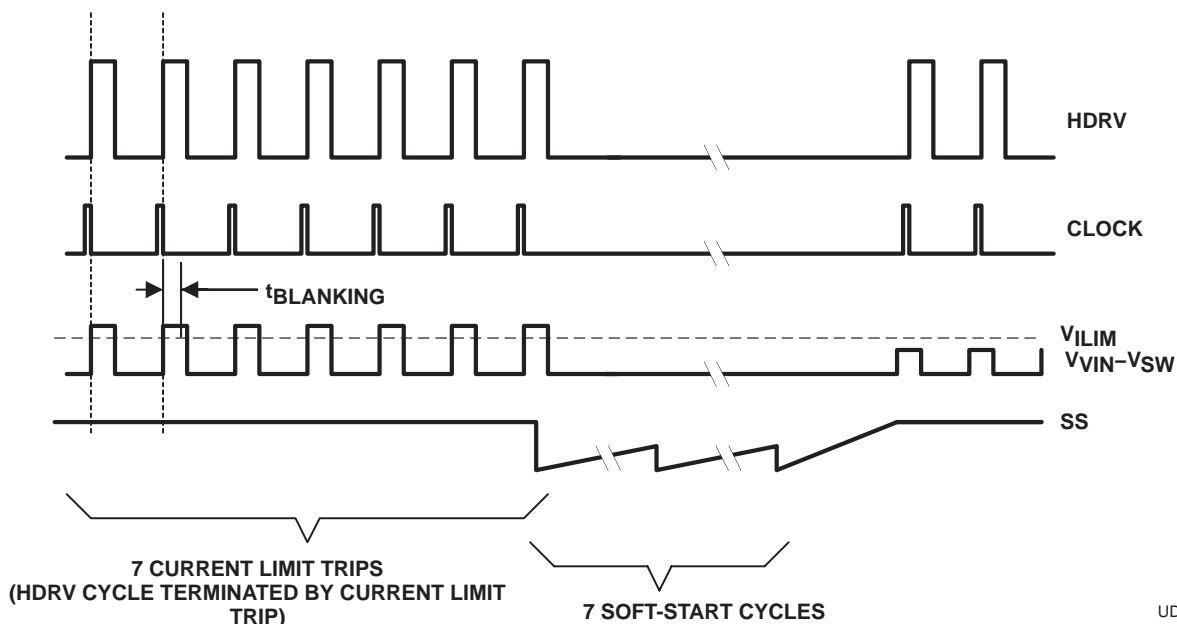 HDRV
CLOCK
tBLANKING
VILIM
VVIN–VSW
SS
7 CURRENT LIMIT TRIPS
(HDRV CYCLE TERMINATED BY CURRENT LIMIT
TRIP)
7 SOFT-START CYCLES
UD